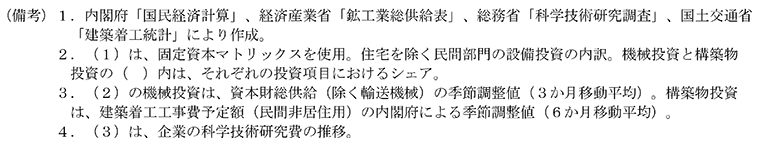 （備考）１．内閣府「国民経済計算」、経済産業省「鉱工業総供給表」、総務省「科学技術研究調査」、国土交通省
「建築着工統計」により作成。
２．（１）は、固定資本マトリックスを使用。住宅を除く民間部門の設備投資の内訳。機械投資と構築物
投資の（　）内は、それぞれの投資項目におけるシェア。
３．（２）の機械投資は、資本財総供給（除く輸送機械）の季節調整値（３か月移動平均）。構築物投資
は、建築着工工事費予定額（民間非居住用）の内閣府による季節調整値（６か月移動平均）。
４．（３）は、企業の科学技術研究費の推移。